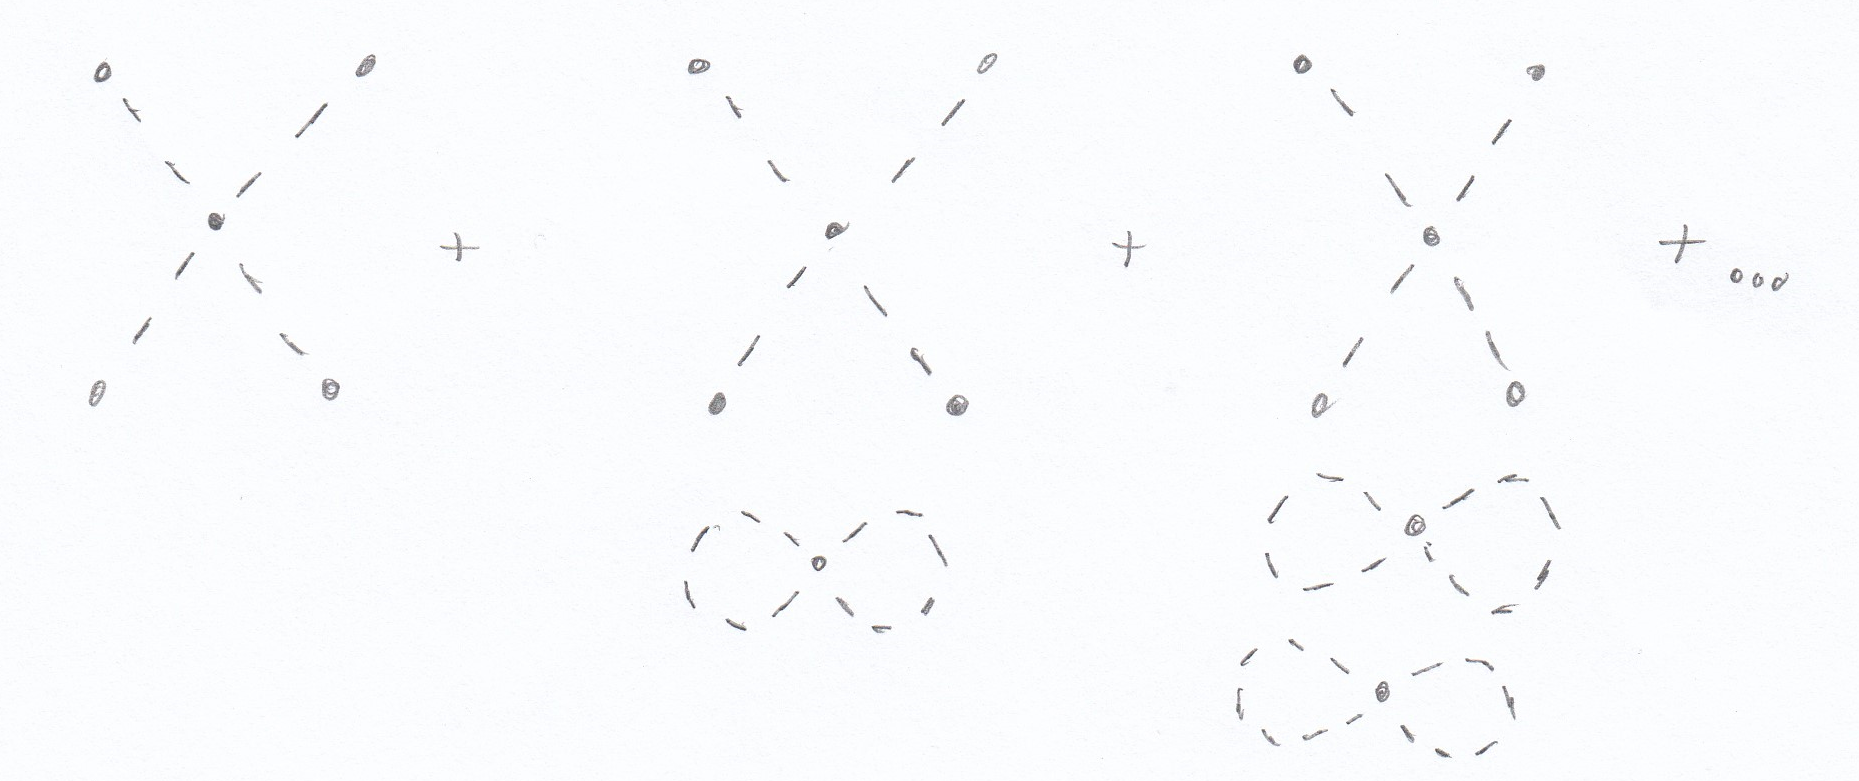 + + + ...